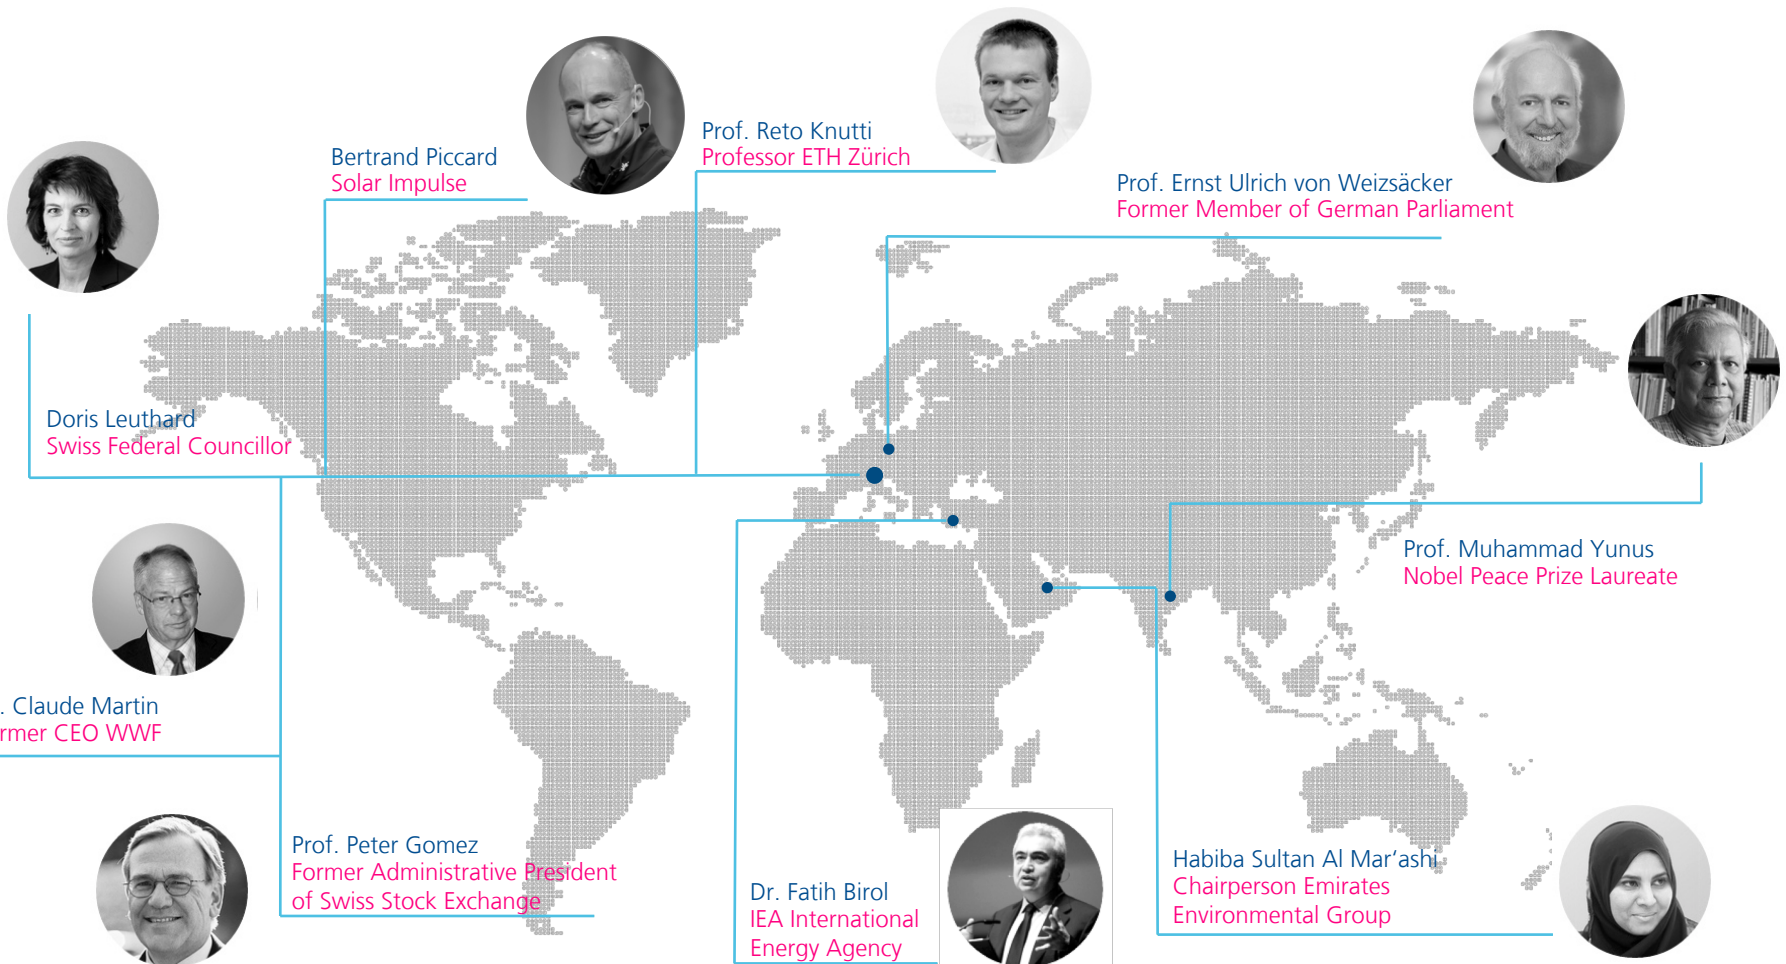 Prof. Reto Knutti
Professor ETH Zürich
Bertrand Piccard
Solar Impulse
Prof. Ernst Ulrich von Weizsäcker
Former Member of German Parliament
Doris Leuthard
Swiss Federal Councillor
Prof. Muhammad Yunus
Nobel Peace Prize Laureate
. Claude Martin
rmer CEO WWF
Prof. Peter Gomez
Former Administrative President
of Swiss Stock Exchange
Habiba Sultan Al Mar‘ashi
Chairperson Emirates
Environmental Group
Dr. Fatih Birol
IEA International
Energy Agency